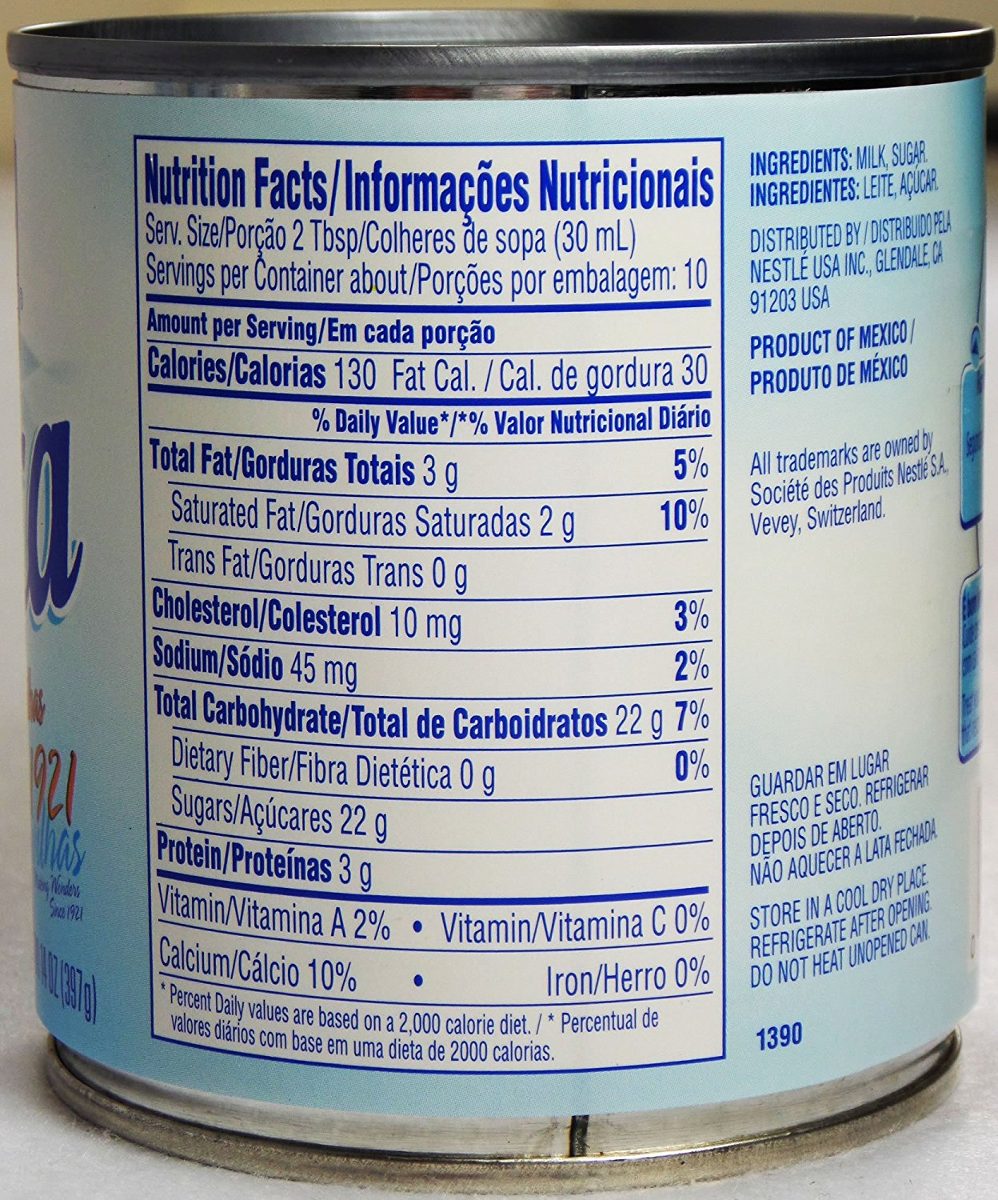 Nutrition Facts/Informações Nutricionais
Serv. Size/Porção 2 Tbsp/Colheres de sopa (30 mL)
Servings per Container about/Porções por embalagem: 10
Amount per Serving/Em cada porção
Calories/Calorias 130 Fat Cal. / Cal. de gordura 30
% Daily Value*/*% Valor Nutricional Diário
Total Fat/Gorduras Totais 3 g 5%
Saturated Fat/Gorduras Saturadas 2 g 10%
Trans Fat/Gorduras Trans 0 g
Cholesterol/Colesterol 10 mg 3%
Sodium/Sódio 45 mg 2%
Total Carbohydrate/Total de Carboidratos 22 g 7%
Dietary Fiber/Fibra Dietética 0 g 0%
Sugars/Açúcares 22 g
Protein/Proteínas 3 g
Vitamin/Vitamina A 2% • Vitamin/Vitamina C 0%
Calcium/Cálcio 10% • Iron/Herro 0%
* Percent Daily values are based on a 2,000 calorie diet. / * Percentual de
valores diários com base em uma dieta de 2000 calorias.
INGREDIENTS: MILK, SUGAR.
INGREDIENTES: LEITE, AÇÚCAR.
DISTRIBUTED BY / DISTRIBUIDO PELA
NESTLÉ USA INC., GLENDALE, CA
91203 USA
PRODUCT OF MEXICO /
PRODUTO DE MÉXICO
All trademarks are owned by
Société des Produits Nestlé S.A.,
Vevey, Switzerland.
GUARDAR EM LUGAR
FRESCO E SECO. REFRIGERAR
DEPOIS DE ABERTO.
NÃO AQUECER A LATA FECHADA.
STORE IN A COOL DRY PLACE.
REFRIGERATE AFTER OPENING.
DO NOT HEAT UNOPENED CAN.
1390
a
921
Wonders
Since 1921
14 OZ (397g)